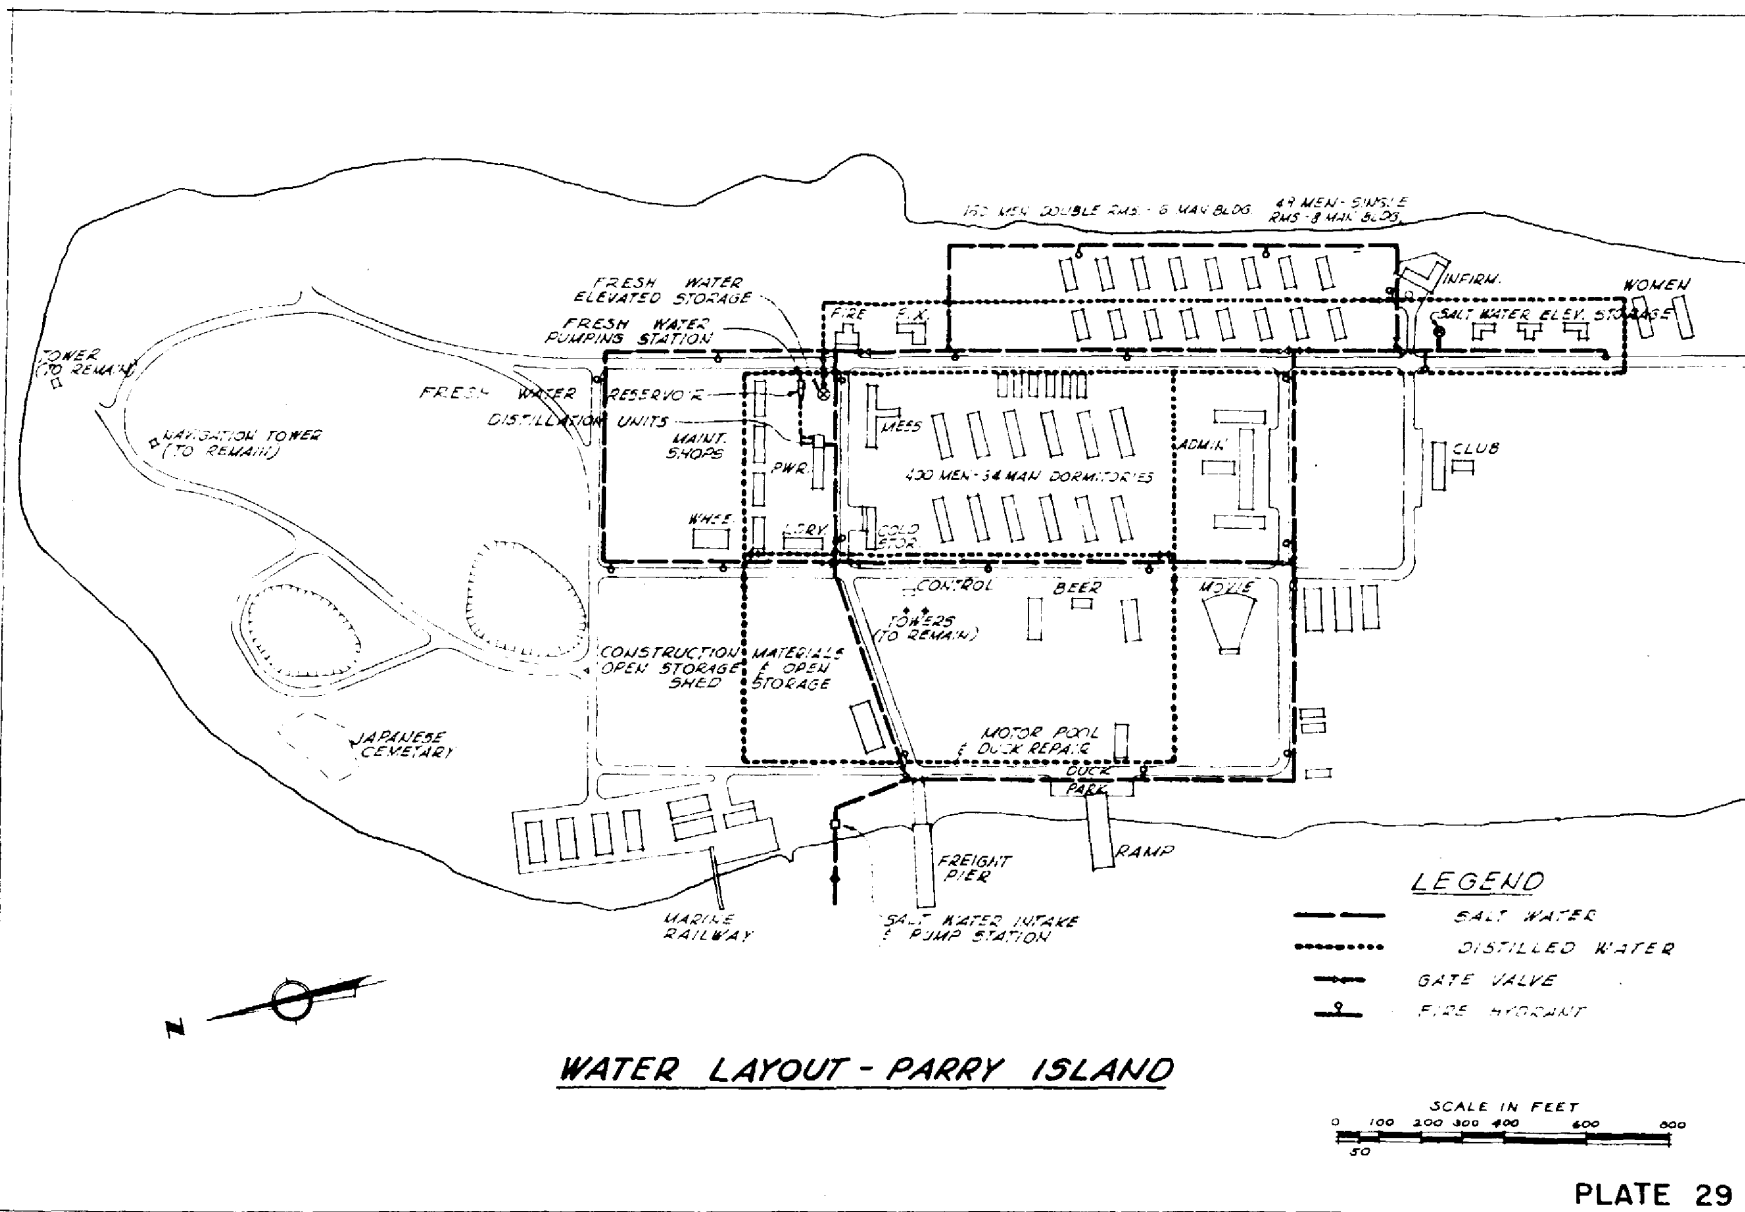 MEN DOUBLE RMS. - 6 MAN BLDG.
49 MEN - SINGLE
RMS - 8 MAN BLDG.
FRESH WATER
ELEVATED STORAGE
FRESH WATER
PUMPING STATION
FIRE
P.X.
INFIRM.
WOMEN
SALT WATER ELEV. STORAGE
TOWER
(TO REMAIN)
FRESH WATER RESERVOIR
DISTILLATION UNITS
NAVIGATION TOWER
(TO REMAIN)
MAINT.
SHOPS
MESS
PWR.
ADMIN.
CLUB
400 MEN - 34 MAN DORMITORIES
WHSE.
LDRY.
COLD
STOR.
CONTROL
BEER
MOVIE
TOWERS
(TO REMAIN)
CONSTRUCTION MATERIALS
OPEN STORAGE & OPEN
SHED STORAGE
JAPANESE
CEMETARY
MOTOR POOL
& DUCK REPAIR
DUCK
PARK
RAMP
FREIGHT
PIER
MARINE
RAILWAY
SALT WATER INTAKE
& PUMP STATION
LEGEND
SALT WATER
DISTILLED WATER
GATE VALVE
FIRE HYDRANT
N
WATER LAYOUT - PARRY ISLAND
SCALE IN FEET
0 100 200 300 400 600 800
50
PLATE 29